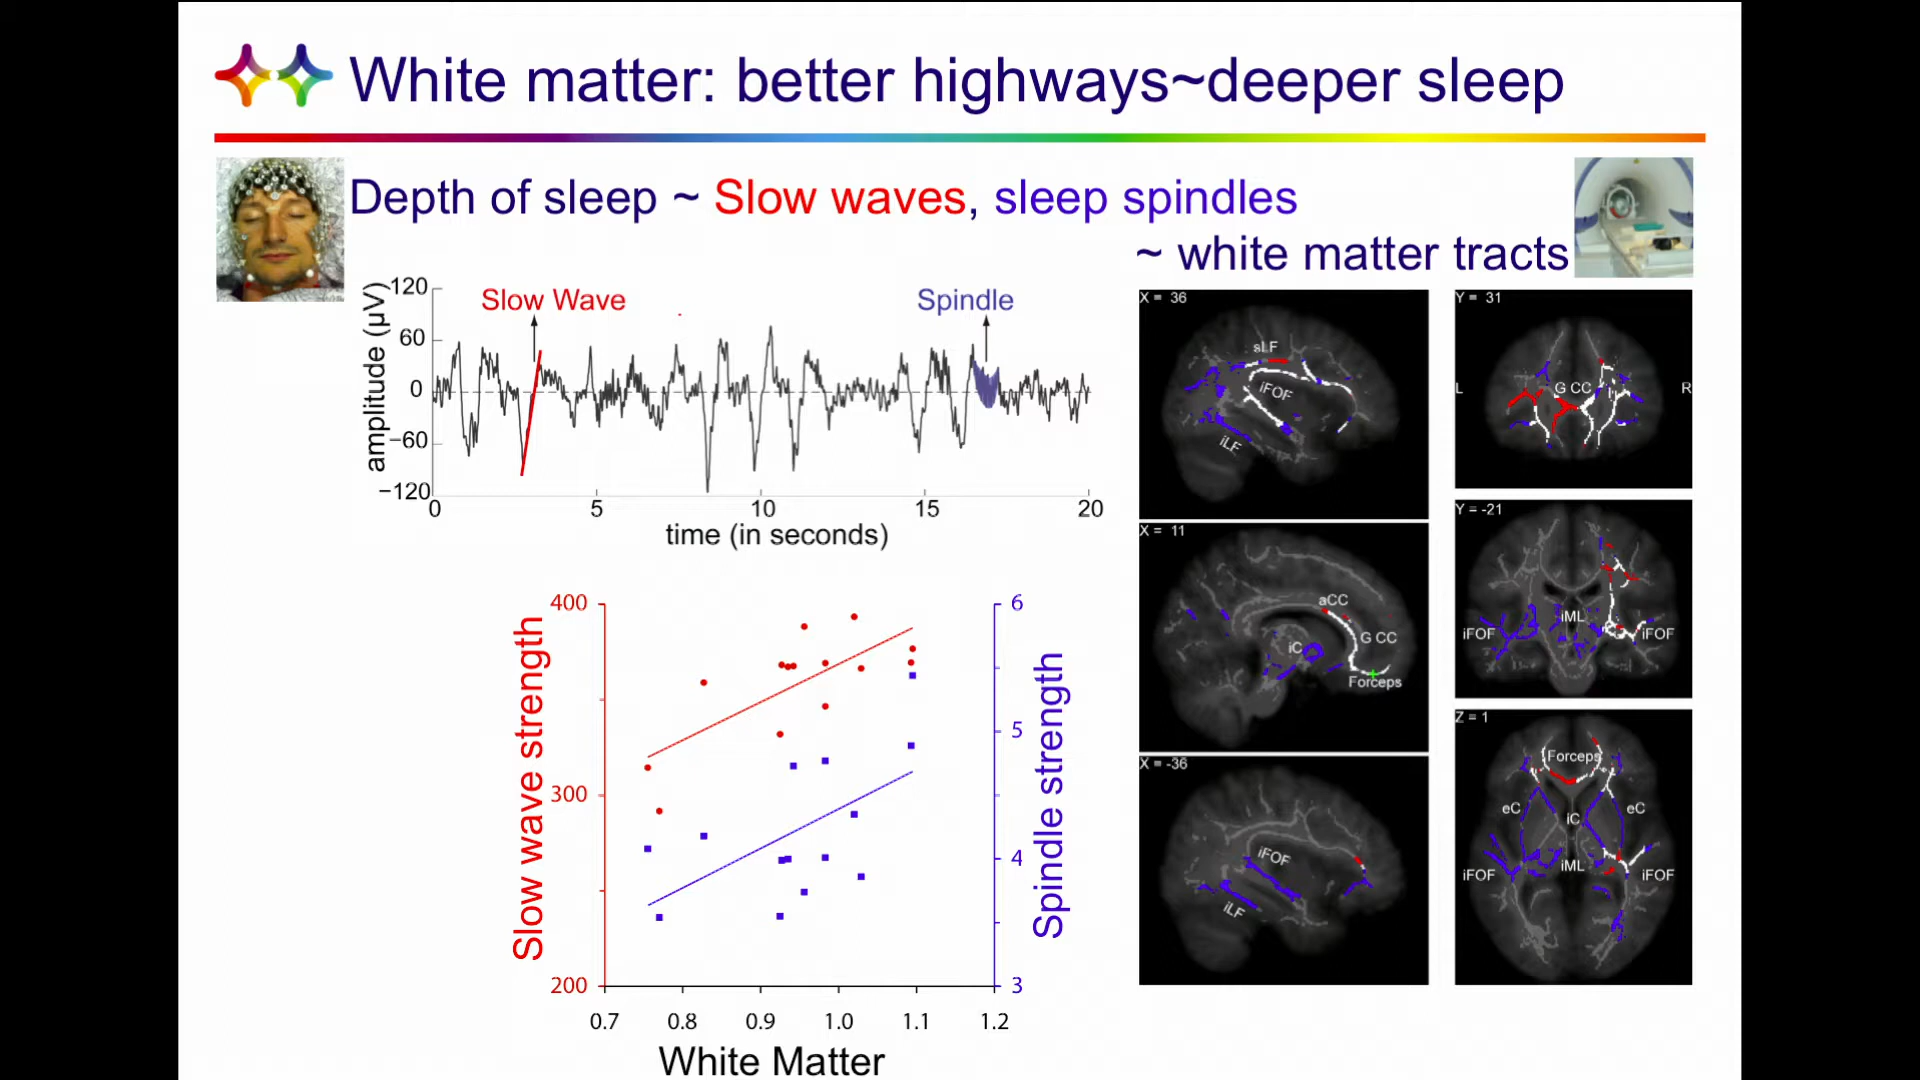 White matter: better highways~deeper sleep
Depth of sleep ~ Slow waves, sleep spindles
~ white matter tracts
amplitude (µV)
120
60
0
−60
−120
Slow Wave
Spindle
0 5 10 15 20
time (in seconds)
Slow wave strength
400
300
200
Spindle strength
6
5
4
3
0.7 0.8 0.9 1.0 1.1 1.2
White Matter
X = 36
sLF
iFOF
iLF
X = 11
aCC
G CC
iC
Forceps
X = -36
iFOF
iLF
Y = 31
L
G CC
R
Y = -21
iML
iFOF iFOF
Z = 1
Forceps
eC eC
iC
iML
iFOF iFOF